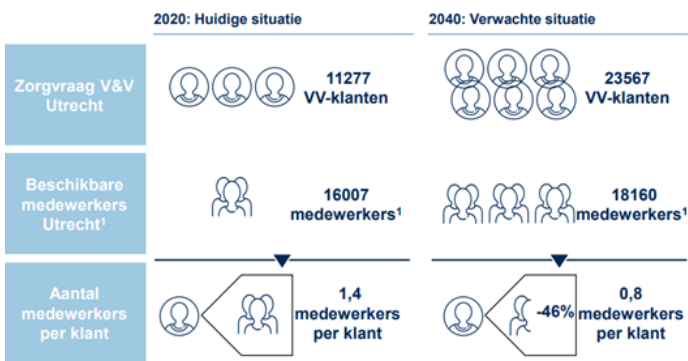 2020: Huidige situatie
2040: Verwachte situatie
Zorgvraag V&V
Utrecht
11277
VV-klanten
23567
VV-klanten
Beschikbare
medewerkers
Utrecht¹
16007
medewerkers¹
18160
medewerkers¹
Aantal
medewerkers
per klant
1,4
medewerkers
per klant
-46%
0,8
medewerkers
per klant